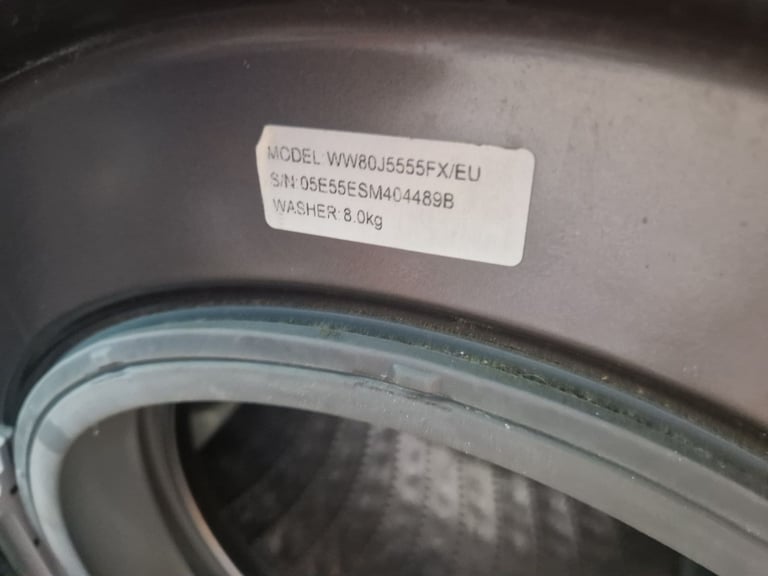 MODEL:WW80J5555FX/EU
S/N:05E55ESM404489B
WASHER:8.0kg